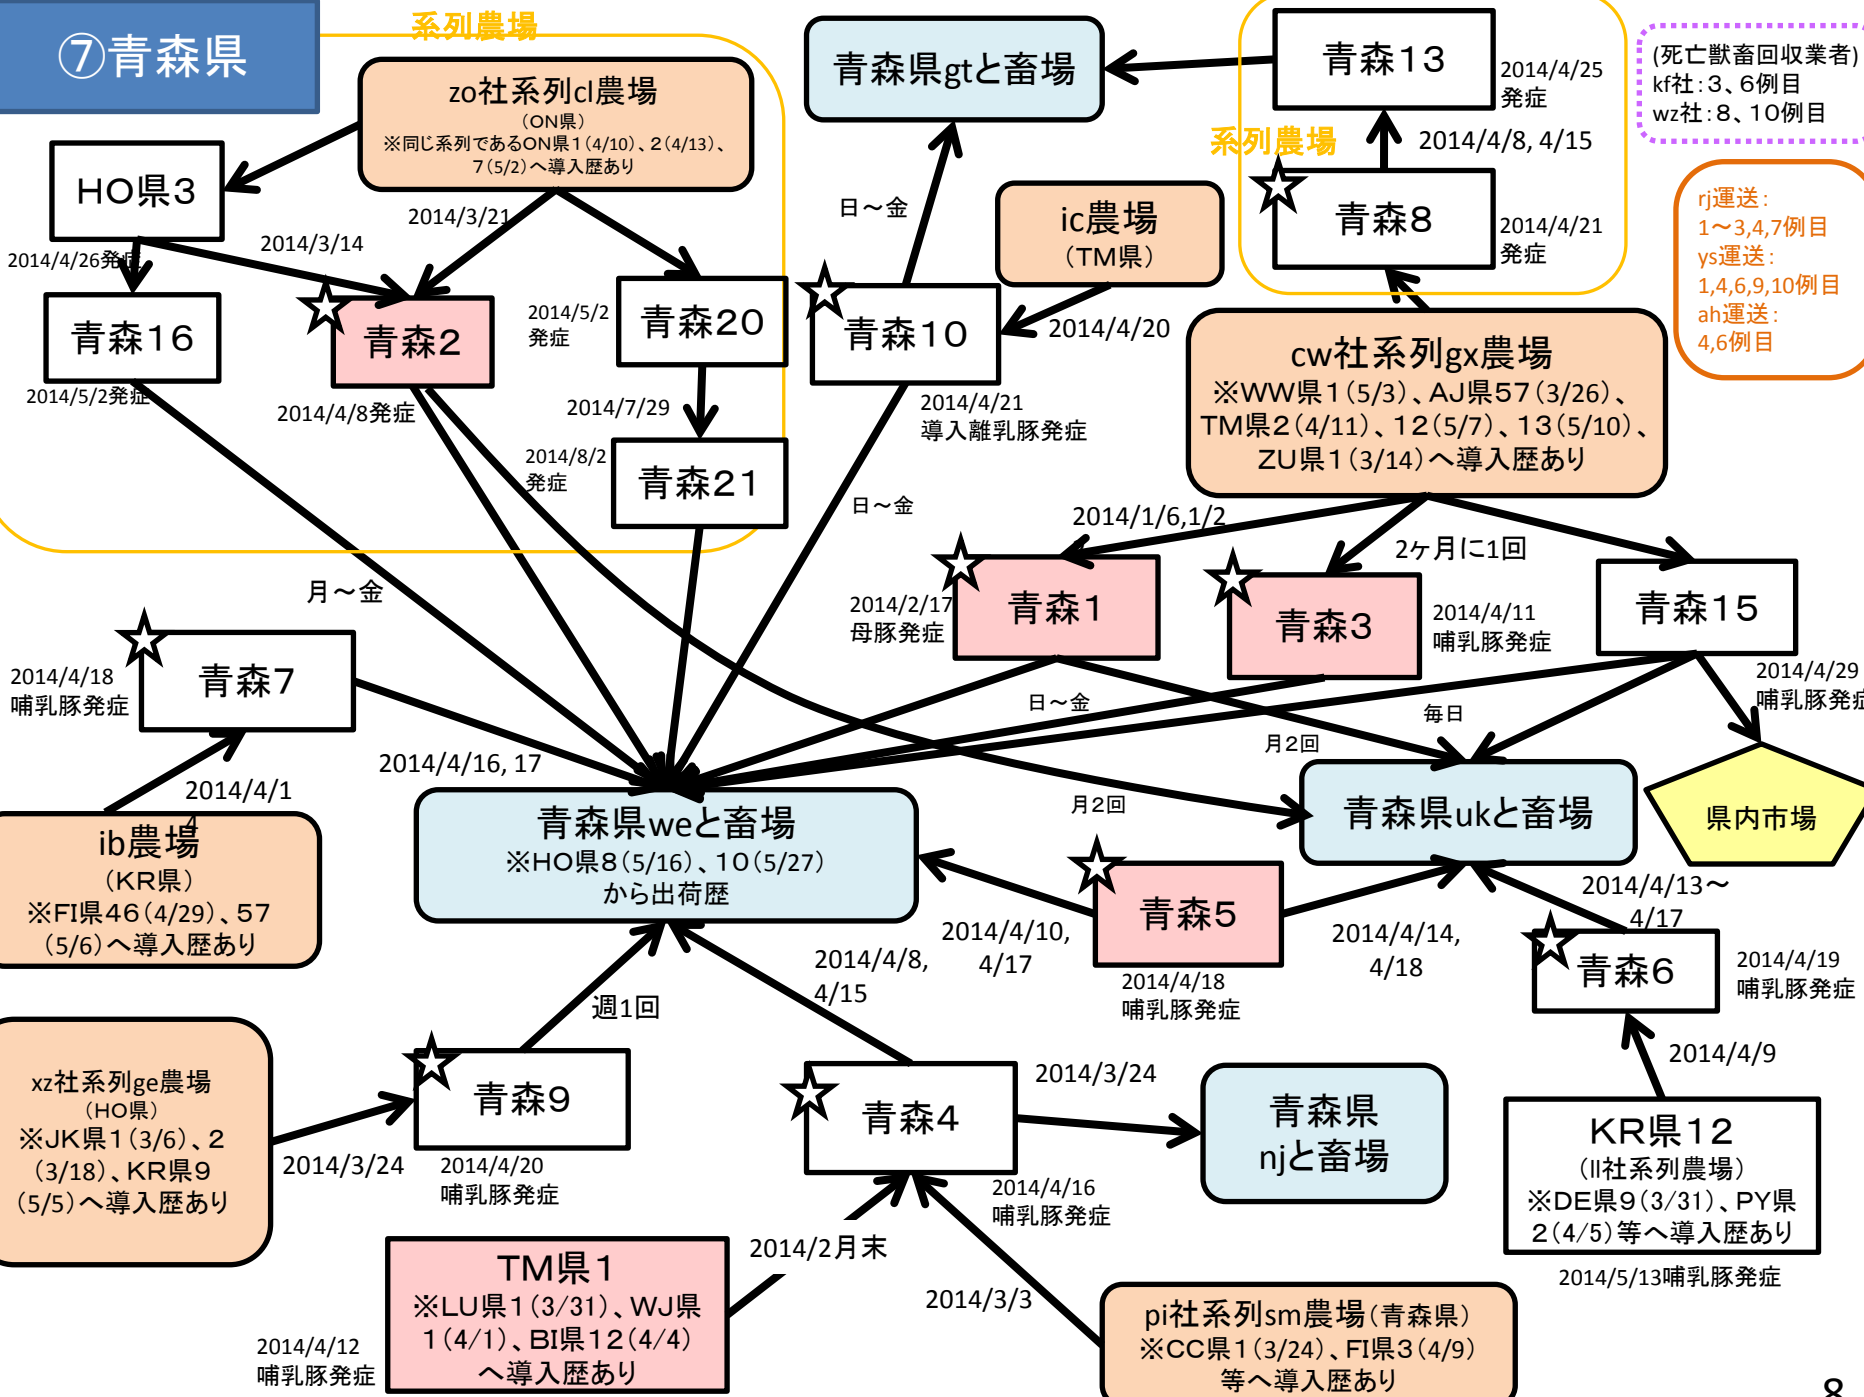 ⑦青森県
系列農場
zo社系列cl農場
(ON県)
※同じ系列であるON県1(4/10)、2(4/13)、
7(5/2)へ導入歴あり
青森県gtと畜場
青森13
2014/4/25
発症
(死亡獣畜回収業者)
kf社:3、6例目
wz社:8、10例目
系列農場
2014/4/8, 4/15
HO県3
2014/3/21
日～金
ic農場
(TM県)
青森8
2014/4/21
発症
rj運送:
1～3,4,7例目
ys運送:
1,4,6,9,10例目
ah運送:
4,6例目
2014/4/26発症
2014/3/14
青森16
2014/5/2発症
青森2
2014/4/8発症
2014/5/2
発症
青森20
青森10
2014/4/20
2014/4/21
導入離乳豚発症
cw社系列gx農場
※WW県1(5/3)、AJ県57(3/26)、
TM県2(4/11)、12(5/7)、13(5/10)、
ZU県1(3/14)へ導入歴あり
2014/7/29
2014/8/2
発症
青森21
日～金
2014/1/6,1/2
2ヶ月に1回
月～金
2014/2/17
母豚発症
青森1
青森3
2014/4/11
哺乳豚発症
青森15
2014/4/29
哺乳豚発症
2014/4/18
哺乳豚発症
青森7
日～金
毎日
月2回
2014/4/16, 17
2014/4/1
4
月2回
ib農場
(KR県)
※FI県46(4/29)、57
(5/6)へ導入歴あり
青森県weと畜場
※HO県8(5/16)、10(5/27)
から出荷歴
青森県ukと畜場
県内市場
青森5
2014/4/10,
4/17
2014/4/18
哺乳豚発症
2014/4/14,
4/18
2014/4/13～
4/17
青森6
2014/4/19
哺乳豚発症
2014/4/8,
4/15
週1回
xz社系列ge農場
(HO県)
※JK県1(3/6)、2
(3/18)、KR県9
(5/5)へ導入歴あり
2014/3/24
青森9
2014/4/20
哺乳豚発症
青森4
2014/3/24
2014/4/16
哺乳豚発症
青森県
njと畜場
2014/4/9
KR県12
(ll社系列農場)
※DE県9(3/31)、PY県
2(4/5)等へ導入歴あり
2014/5/13哺乳豚発症
2014/2月末
2014/3/3
TM県1
※LU県1(3/31)、WJ県
1(4/1)、BI県12(4/4)
へ導入歴あり
2014/4/12
哺乳豚発症
pi社系列sm農場(青森県)
※CC県1(3/24)、FI県3(4/9)
等へ導入歴あり
8